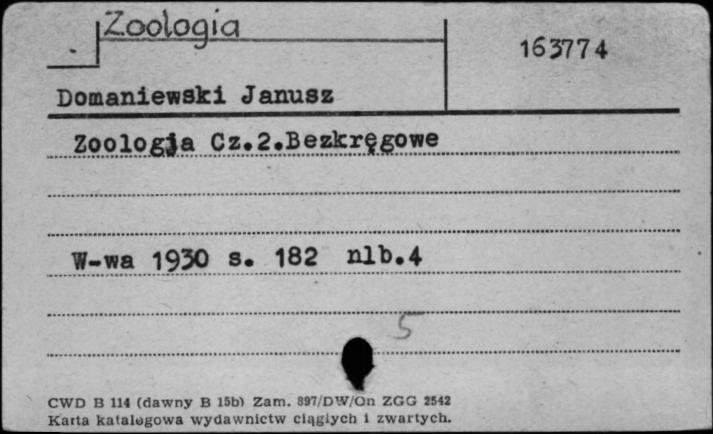 Zoologia
163774
Domaniewski Janusz
Zoologja Cz.2.Bezkręgowe
W-wa 1930 s. 182 nlb.4
5
CWD B 114 (dawny B 15b) Zam. 897/DW/On ZGG 2542
Karta katalogowa wydawnictw ciągłych i zwartych.